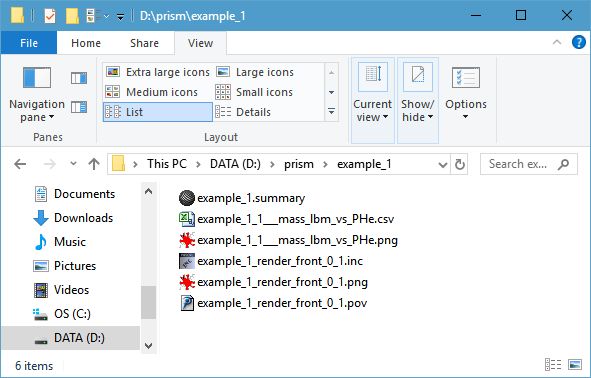 D:\prism\example_1
File Home Share View
Extra large icons Large icons
Medium icons Small icons
List Details
Navigation pane
Current view
Show/hide
Options
Panes Layout
This PC DATA (D:) prism example_1 Search ex...
Documents
Downloads
Music
Pictures
Videos
OS (C:)
DATA (D:)
example_1.summary
example_1_1___mass_lbm_vs_PHe.csv
example_1_1___mass_lbm_vs_PHe.png
example_1_render_front_0_1.inc
example_1_render_front_0_1.png
example_1_render_front_0_1.pov
6 items